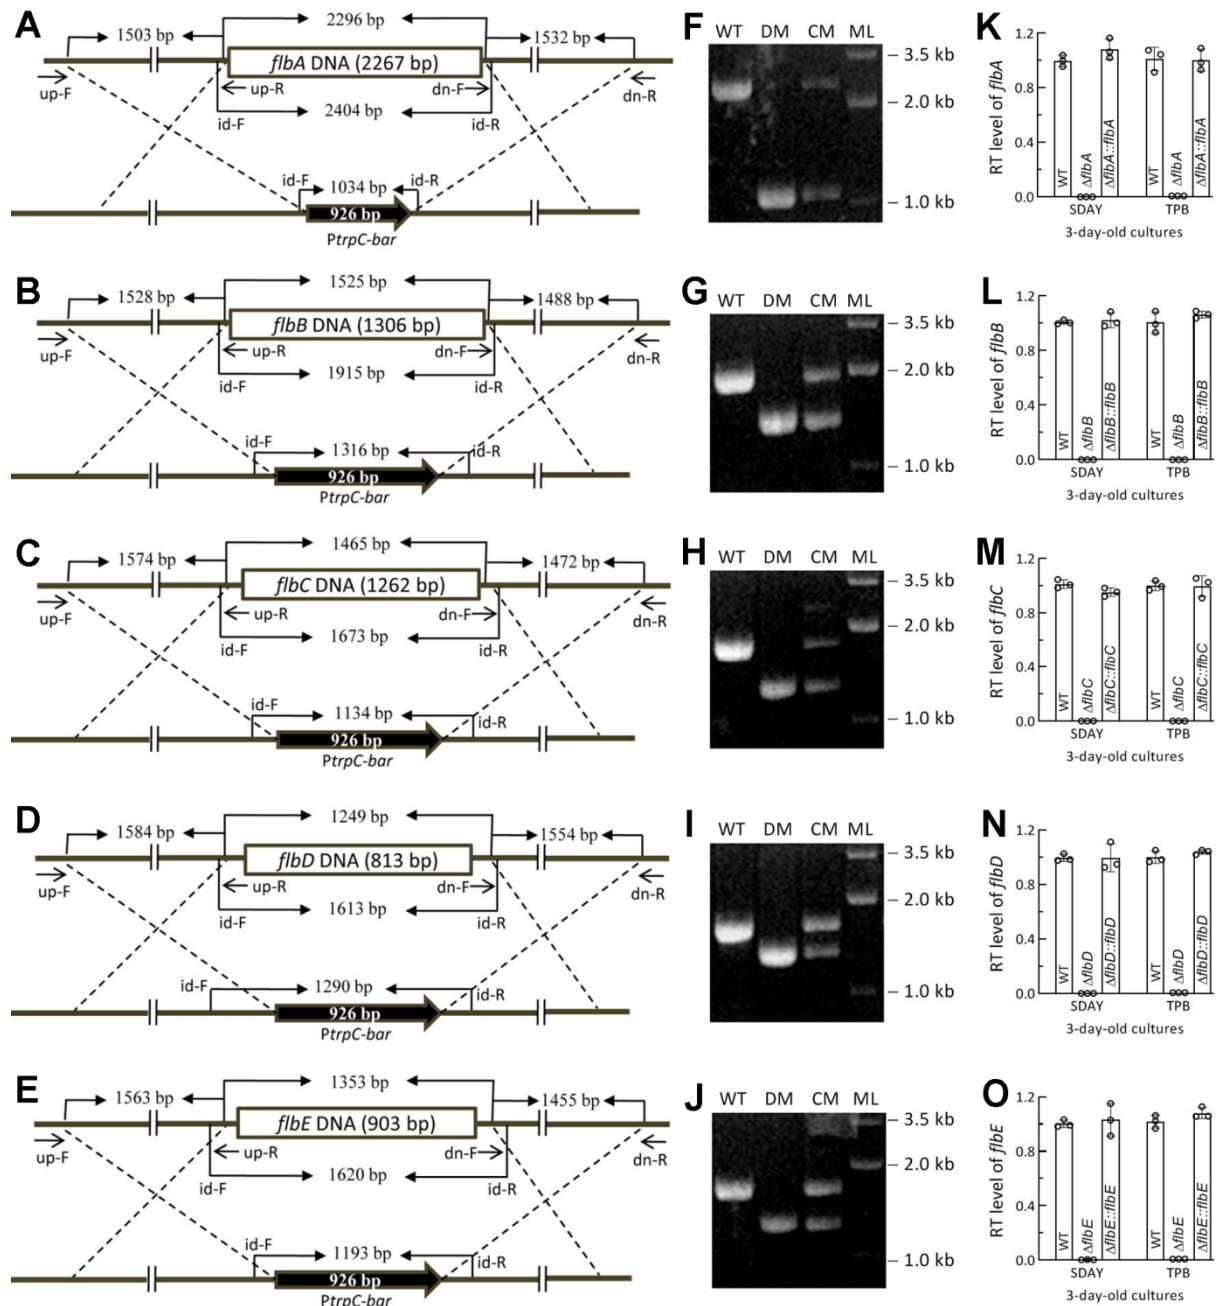 A
2296 bp
1503 bp
1532 bp
flbA DNA (2267 bp)
up-F
up-R
dn-F
dn-R
2404 bp
id-F
id-R
id-F
1034 bp
id-R
926 bp
PtrpC-bar
B
1525 bp
1528 bp
1488 bp
flbB DNA (1306 bp)
up-F
up-R
dn-F
dn-R
1915 bp
id-F
id-R
id-F
1316 bp
id-R
926 bp
PtrpC-bar
C
1465 bp
1574 bp
1472 bp
flbC DNA (1262 bp)
up-F
up-R
dn-F
dn-R
1673 bp
id-F
id-R
id-F
1134 bp
id-R
926 bp
PtrpC-bar
D
1249 bp
1584 bp
1554 bp
flbD DNA (813 bp)
up-F
up-R
dn-F
dn-R
1613 bp
id-F
id-R
id-F
1290 bp
id-R
926 bp
PtrpC-bar
E
1353 bp
1563 bp
1455 bp
flbE DNA (903 bp)
up-F
up-R
dn-F
dn-R
1620 bp
id-F
id-R
id-F
1193 bp
id-R
926 bp
PtrpC-bar
F
WT DM CM ML
– 3.5 kb
– 2.0 kb
– 1.0 kb
G
WT DM CM ML
– 3.5 kb
– 2.0 kb
– 1.0 kb
H
WT DM CM ML
– 3.5 kb
– 2.0 kb
– 1.0 kb
I
WT DM CM ML
– 3.5 kb
– 2.0 kb
– 1.0 kb
J
WT DM CM ML
– 3.5 kb
– 2.0 kb
– 1.0 kb
K
RT level of flbA
1.2
0.8
0.4
0.0
WT
ΔflbA
ΔflbA::flbA
WT
ΔflbA
ΔflbA::flbA
SDAY TPB
3-day-old cultures
L
RT level of flbB
1.2
0.8
0.4
0.0
WT
ΔflbB
ΔflbB::flbB
WT
ΔflbB
ΔflbB::flbB
SDAY TPB
3-day-old cultures
M
RT level of flbC
1.2
0.8
0.4
0.0
WT
ΔflbC
ΔflbC::flbC
WT
ΔflbC
ΔflbC::flbC
SDAY TPB
3-day-old cultures
N
RT level of flbD
1.2
0.8
0.4
0.0
WT
ΔflbD
ΔflbD::flbD
WT
ΔflbD
ΔflbD::flbD
SDAY TPB
3-day-old cultures
O
RT level of flbE
1.2
0.8
0.4
0.0
WT
ΔflbE
ΔflbE::flbE
WT
ΔflbE
ΔflbE::flbE
SDAY TPB
3-day-old cultures